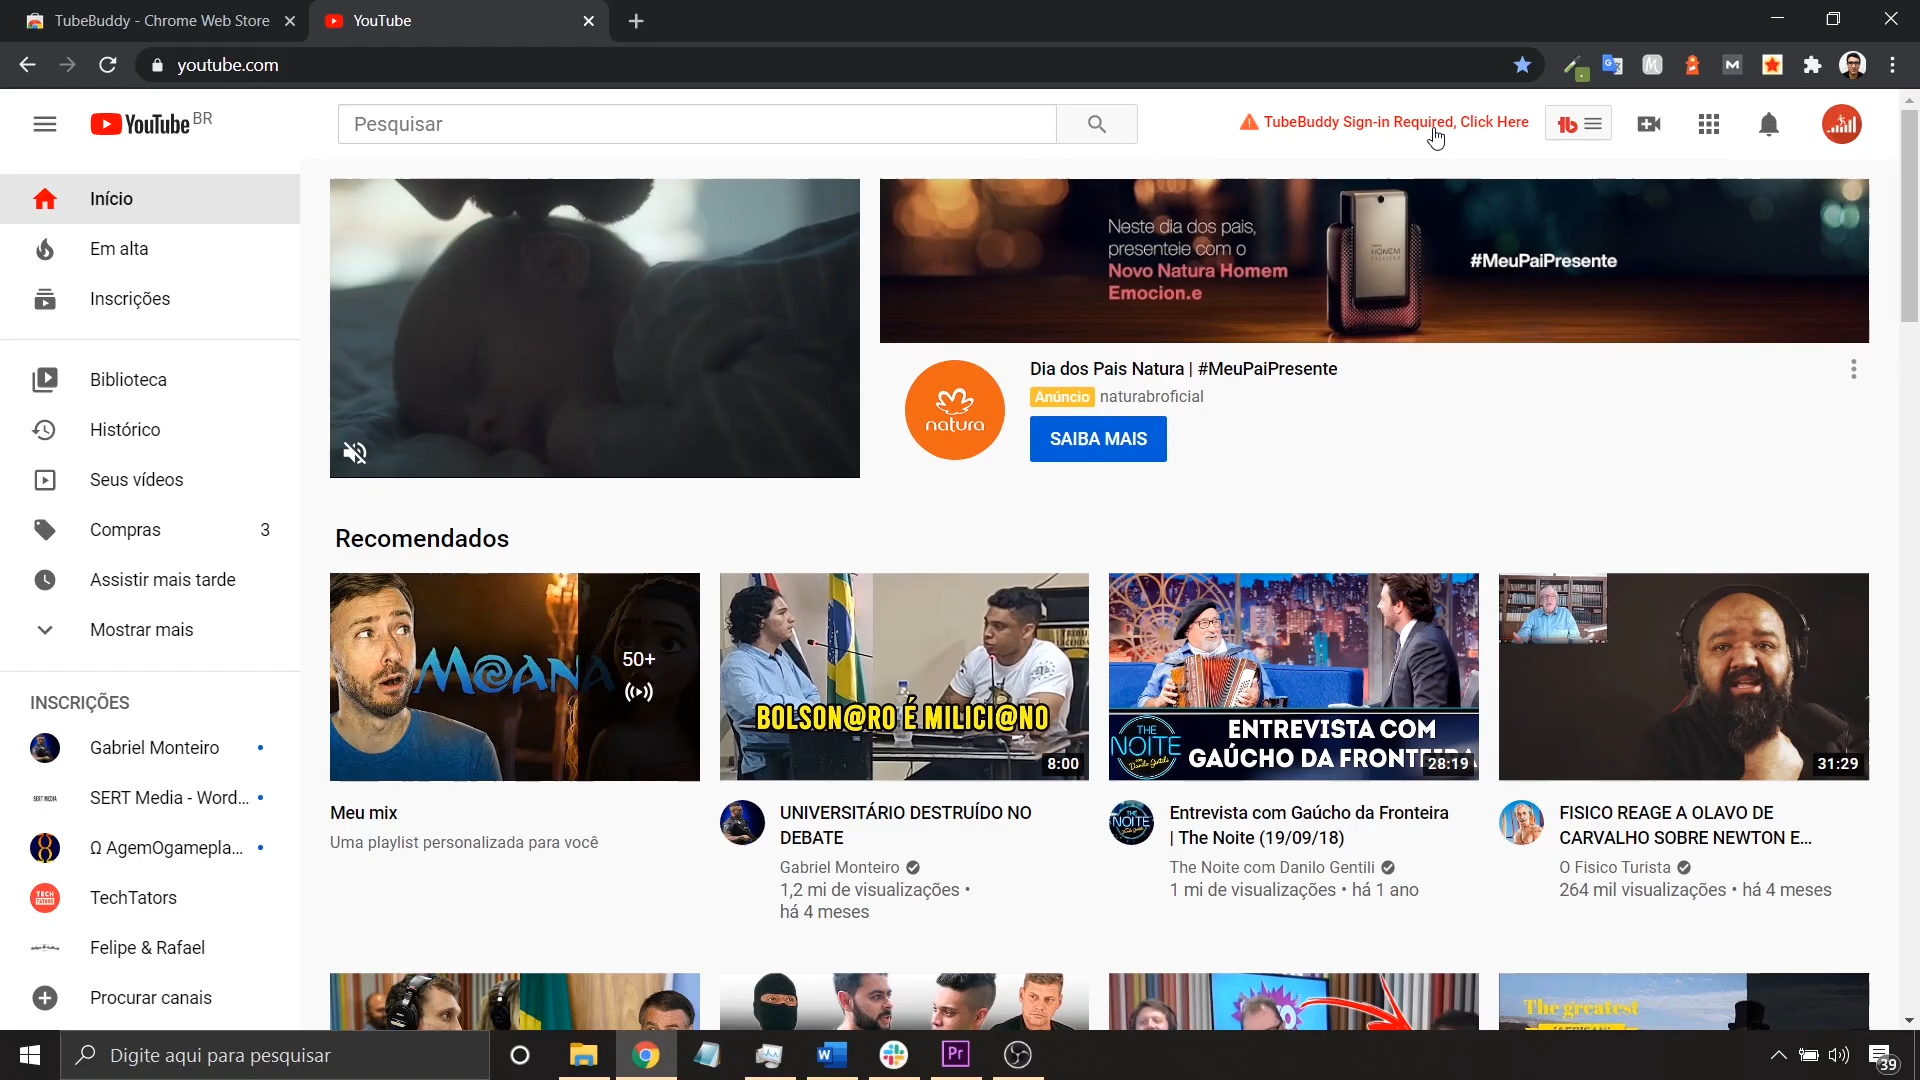 TubeBuddy - Chrome Web Store
YouTube
youtube.com
YouTube BR
Pesquisar
TubeBuddy Sign-in Required, Click Here
Início
Em alta
Inscrições
Biblioteca
Histórico
Seus vídeos
Compras 3
Assistir mais tarde
Mostrar mais
INSCRIÇÕES
Gabriel Monteiro
SERT Media - Word...
Ω AgemOgamepla...
TechTators
Felipe & Rafael
Procurar canais
Neste dia dos pais,
presenteie com o
Novo Natura Homem
Emocion.e
HOMEM
#MeuPaiPresente
natura
Dia dos Pais Natura | #MeuPaiPresente
Anúncio naturabroficial
SAIBA MAIS
Recomendados
MOANA
50+
BOLSON@RO É MILICI@NO
8:00
THE NOITE
ENTREVISTA COM
GAÚCHO DA FRONTEIRA
28:19
31:29
Meu mix
Uma playlist personalizada para você
UNIVERSITÁRIO DESTRUÍDO NO
DEBATE
Gabriel Monteiro
1,2 mi de visualizações •
há 4 meses
Entrevista com Gaúcho da Fronteira
| The Noite (19/09/18)
The Noite com Danilo Gentili
1 mi de visualizações • há 1 ano
FISICO REAGE A OLAVO DE
CARVALHO SOBRE NEWTON E...
O Fisico Turista
264 mil visualizações • há 4 meses
The greatest
Digite aqui para pesquisar
Pr
39